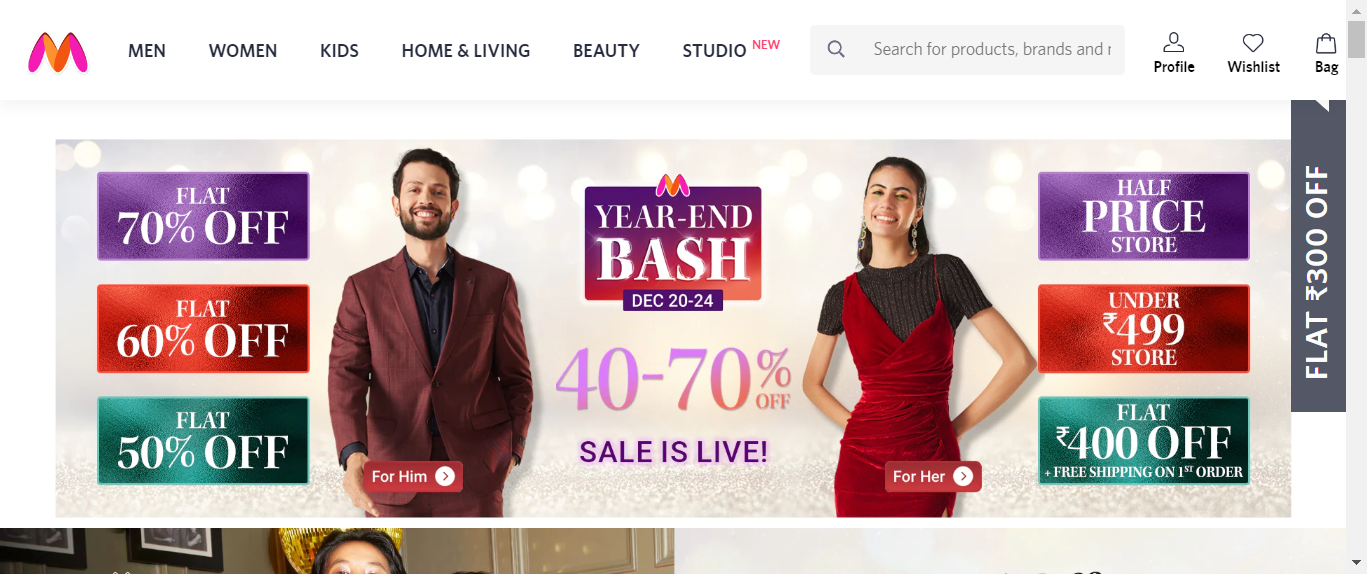 MEN
WOMEN
KIDS
HOME & LIVING
BEAUTY
STUDIO NEW
Search for products, brands and
Profile
Wishlist
Bag
FLAT
70% OFF
FLAT
60% OFF
FLAT
50% OFF
For Him
YEAR-END
BASH
DEC 20-24
40-70% OFF
SALE IS LIVE!
For Her
HALF
PRICE
STORE
UNDER
₹499
STORE
FLAT
₹400 OFF
+ FREE SHIPPING ON 1ST ORDER
FLAT ₹300 OFF